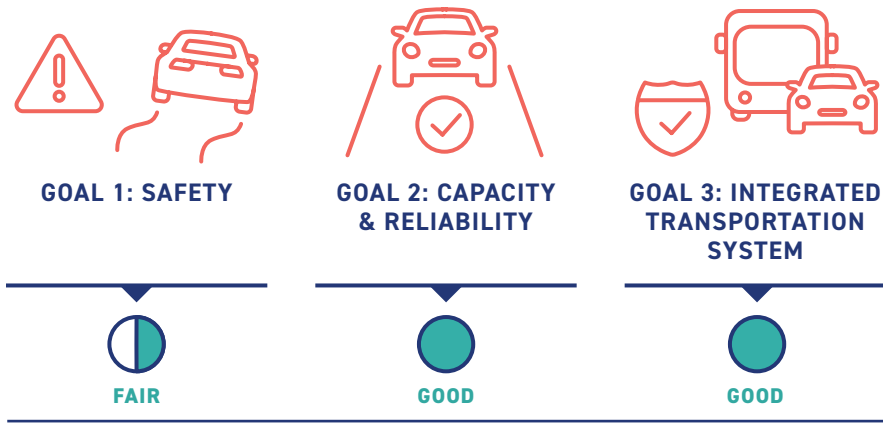 GOAL 1: SAFETY
GOAL 2: CAPACITY
& RELIABILITY
GOAL 3: INTEGRATED
TRANSPORTATION
SYSTEM
FAIR
GOOD
GOOD